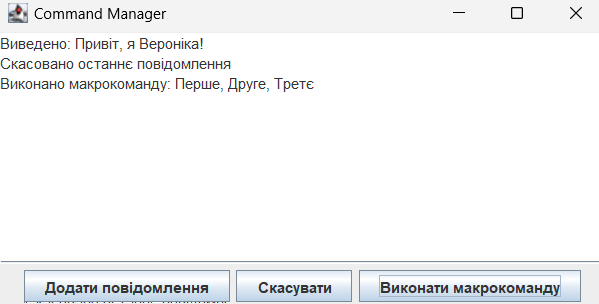 Command Manager
Виведено: Привіт, я Вероніка!
Скасовано останнє повідомлення
Виконано макрокоманду: Перше, Друге, Третє
Додати повідомлення Скасувати Виконати макрокоманду